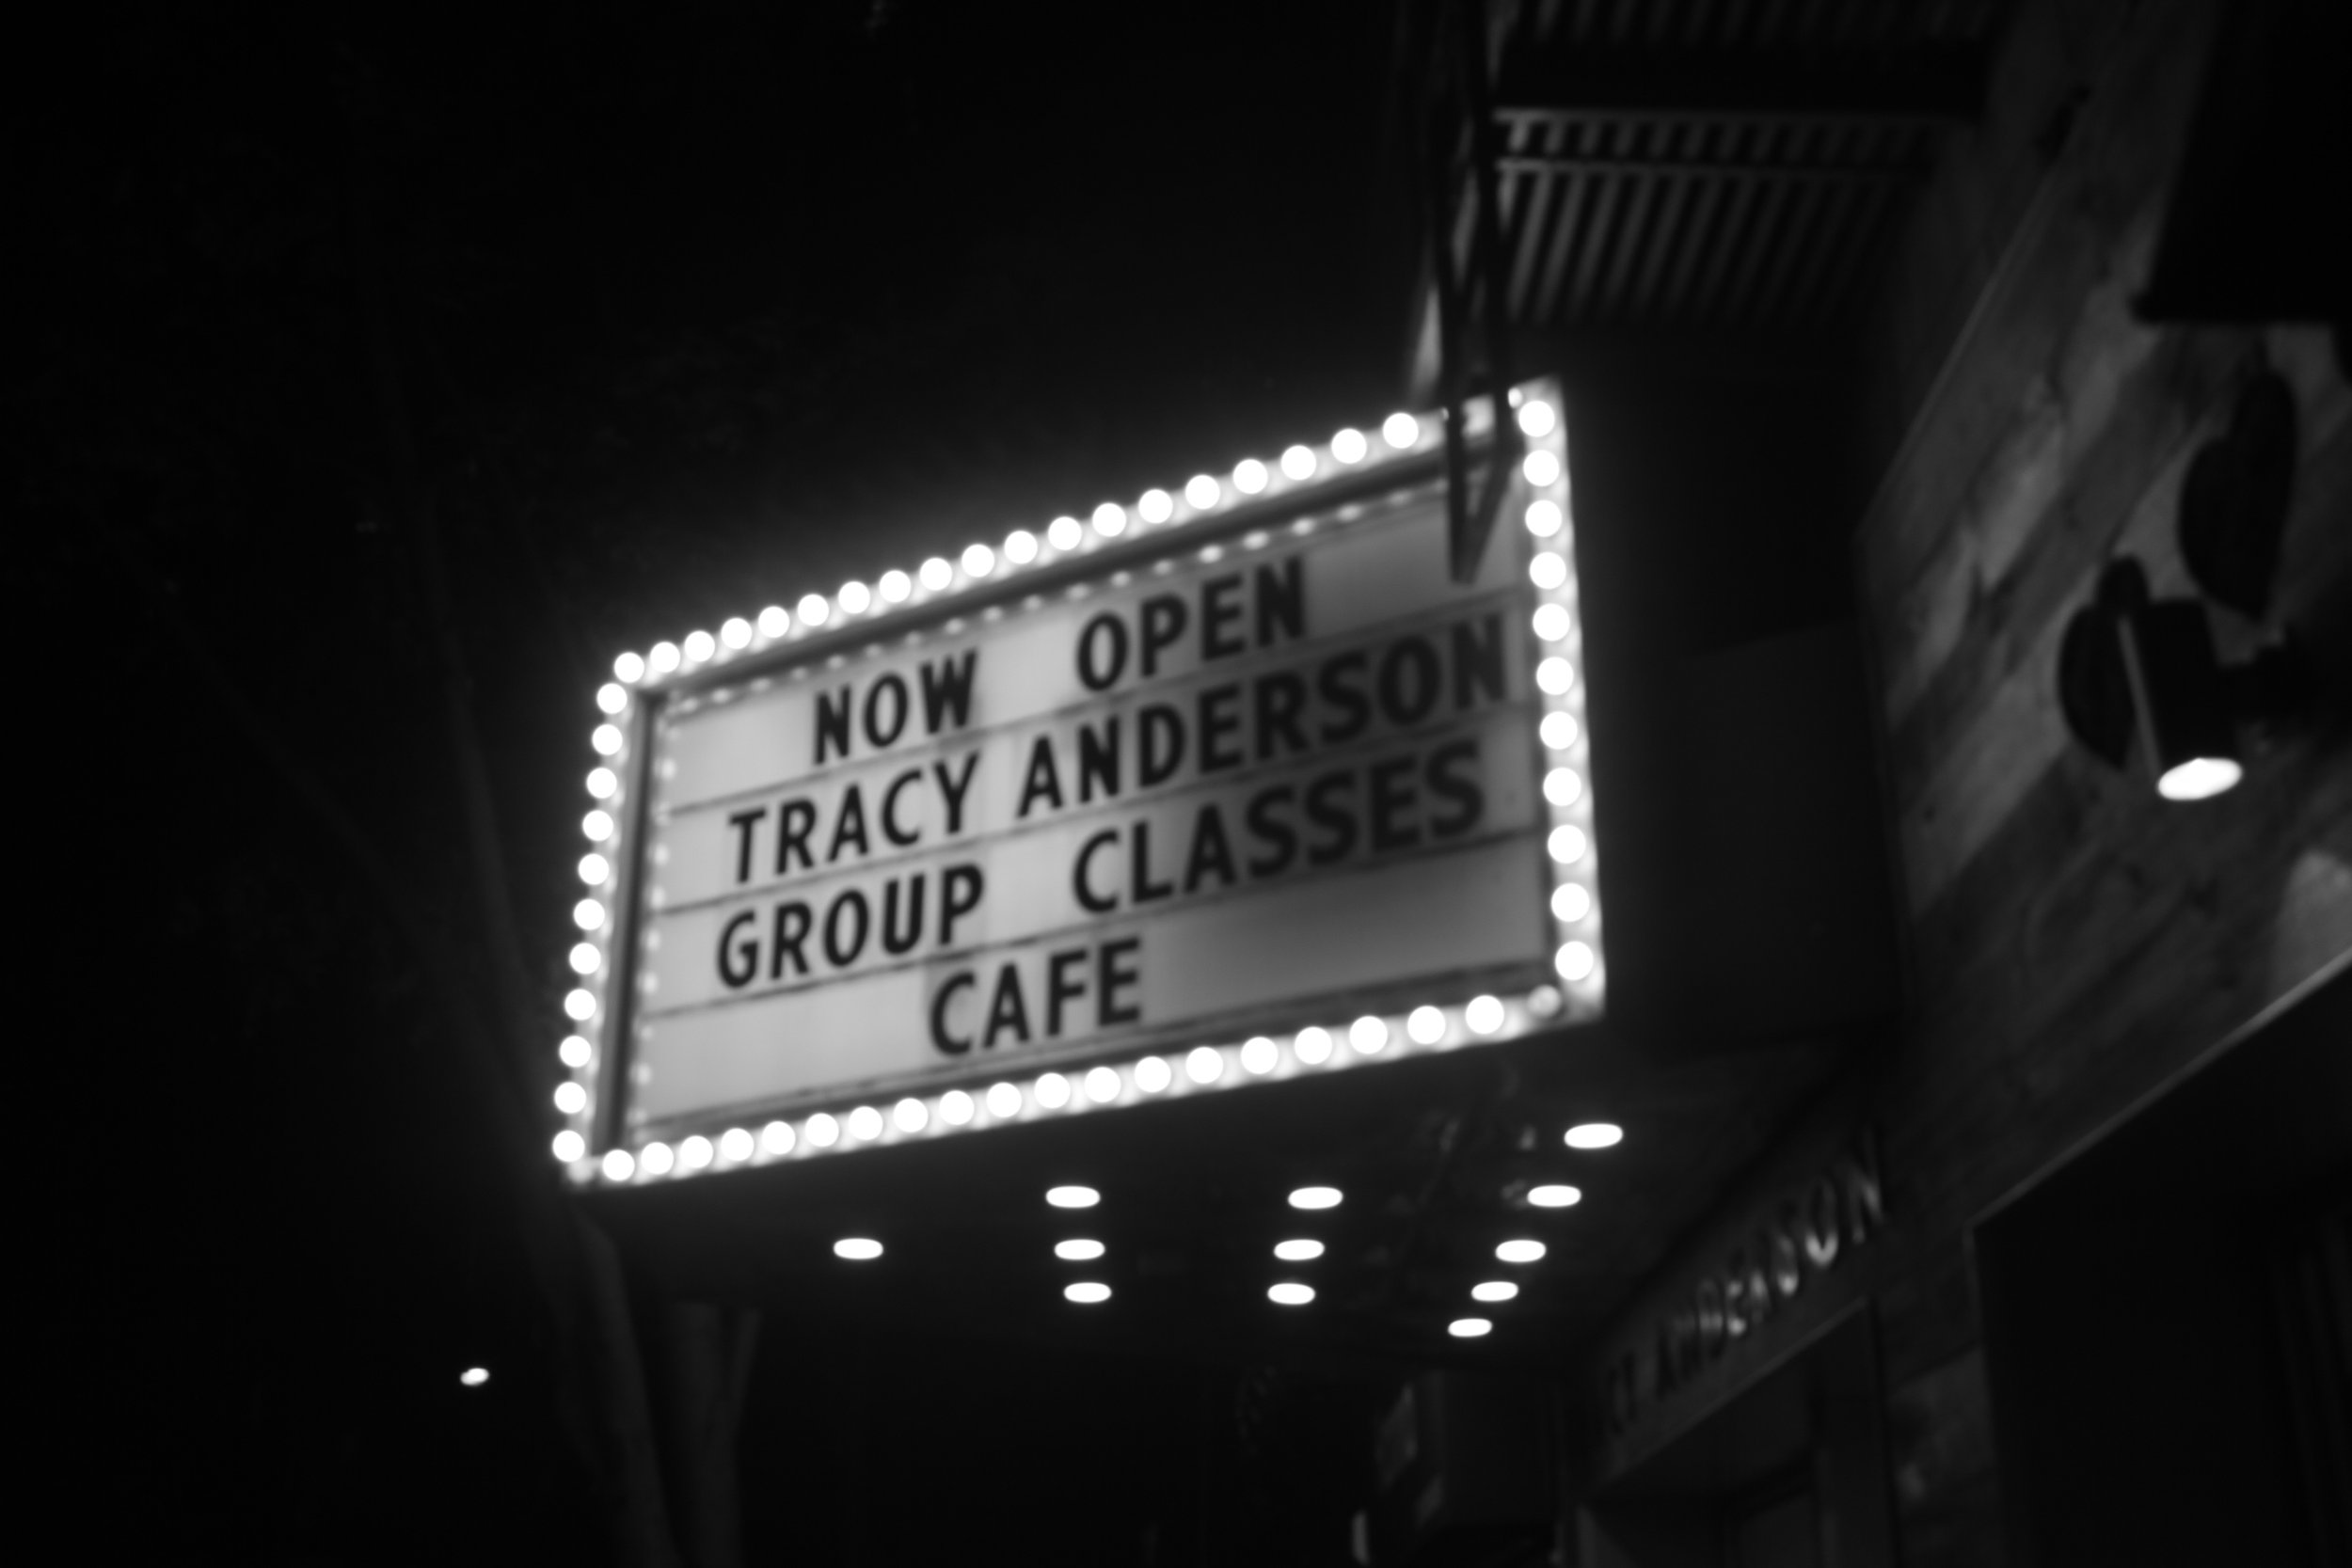 NOW OPEN
TRACY ANDERSON
GROUP CLASSES
CAFE